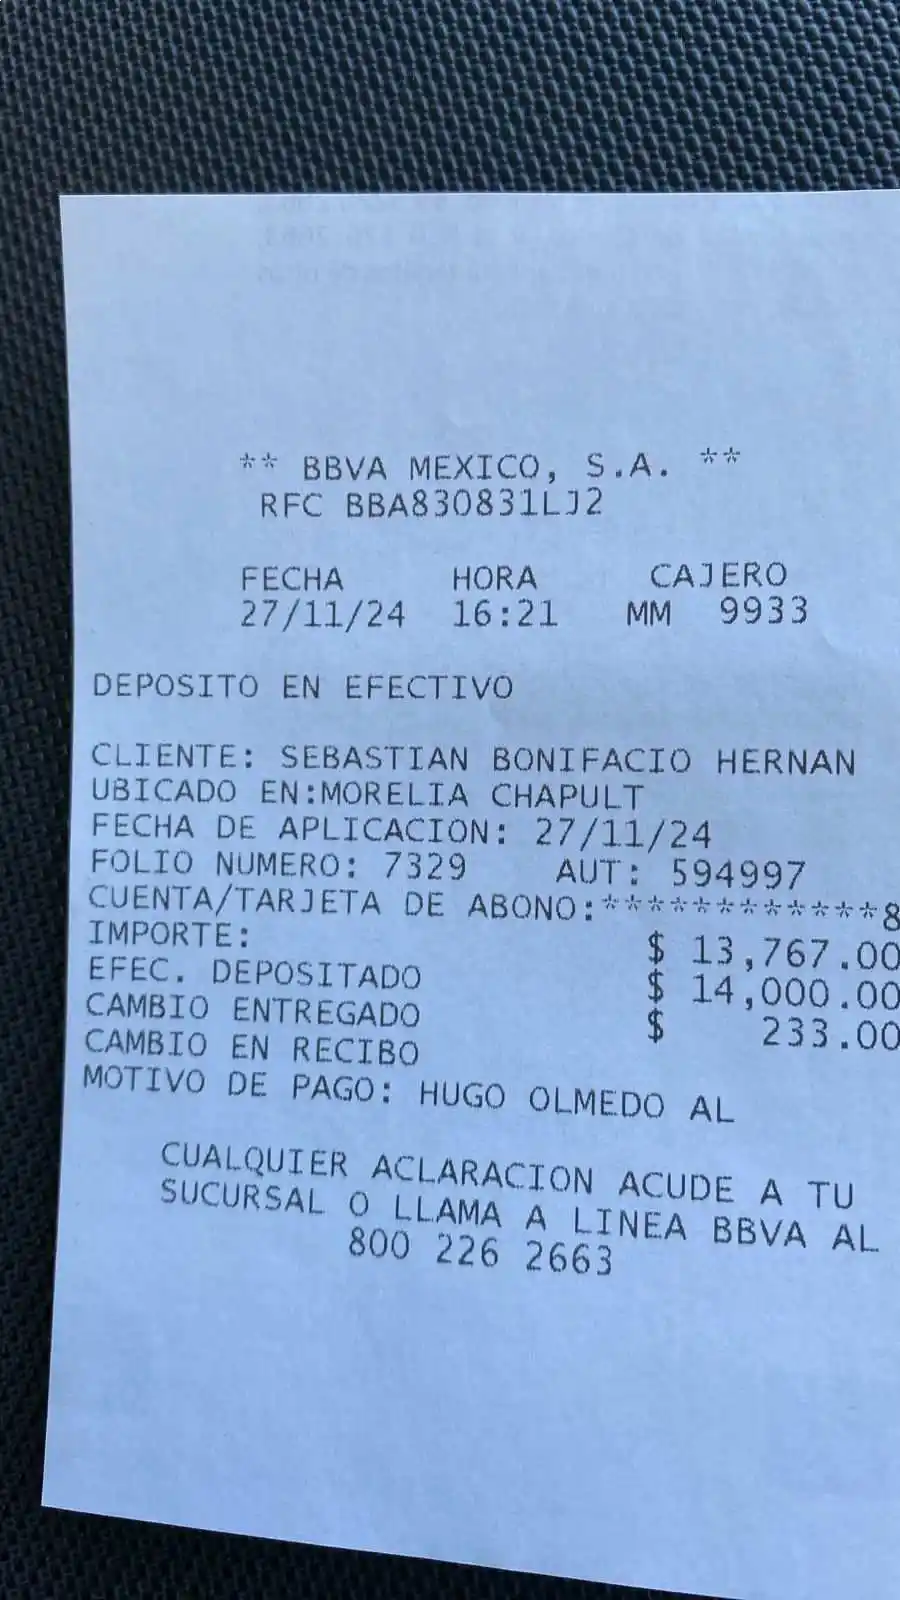 ** BBVA MEXICO, S.A. **
RFC BBA830831LJ2
FECHA HORA CAJERO
27/11/24 16:21 MM 9933
DEPOSITO EN EFECTIVO
CLIENTE: SEBASTIAN BONIFACIO HERNAN
UBICADO EN:MORELIA CHAPULT
FECHA DE APLICACION: 27/11/24
FOLIO NUMERO: 7329 AUT: 594997
CUENTA/TARJETA DE ABONO:*************8
IMPORTE: $ 13,767.00
EFEC. DEPOSITADO $ 14,000.00
CAMBIO ENTREGADO $ 233.00
CAMBIO EN RECIBO
MOTIVO DE PAGO: HUGO OLMEDO AL
CUALQUIER ACLARACION ACUDE A TU
SUCURSAL O LLAMA A LINEA BBVA AL
800 226 2663